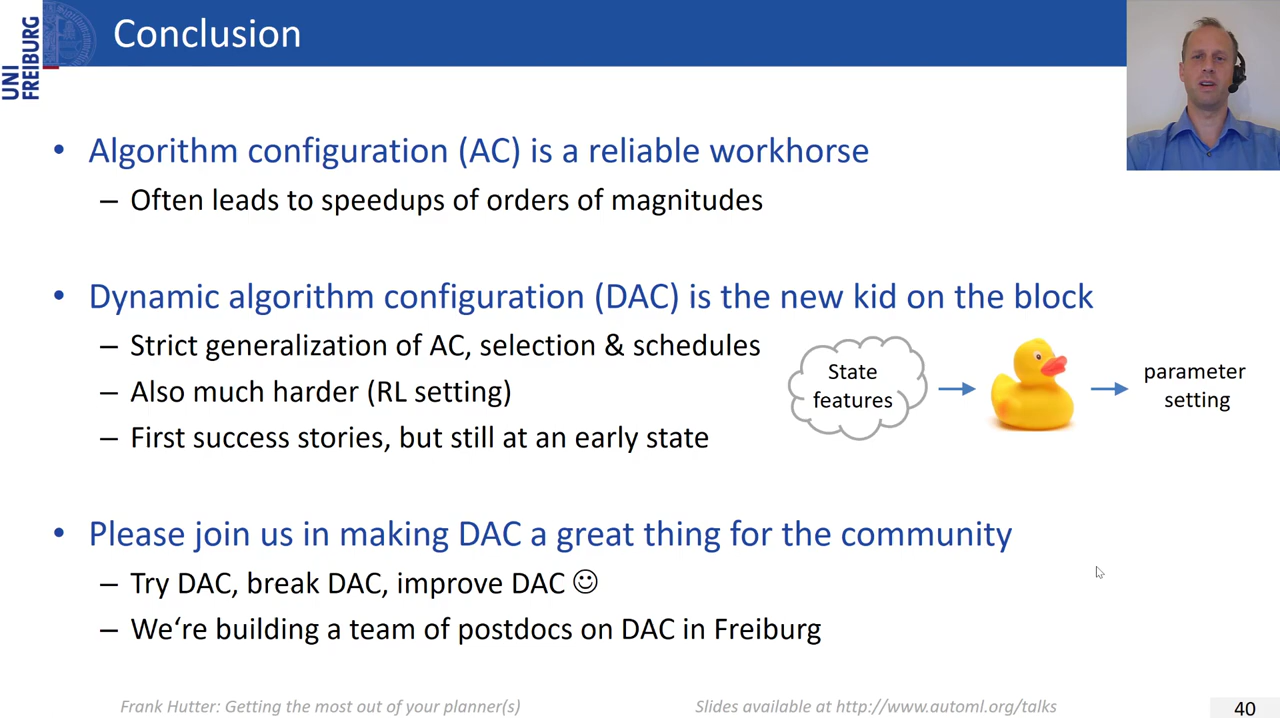 UNI
FREIBURG
Conclusion
• Algorithm configuration (AC) is a reliable workhorse
– Often leads to speedups of orders of magnitudes
• Dynamic algorithm configuration (DAC) is the new kid on the block
– Strict generalization of AC, selection & schedules
– Also much harder (RL setting)
– First success stories, but still at an early state
State
features
parameter
setting
• Please join us in making DAC a great thing for the community
– Try DAC, break DAC, improve DAC ☺
– We‘re building a team of postdocs on DAC in Freiburg
Frank Hutter: Getting the most out of your planner(s)
Slides available at http://www.automl.org/talks
40